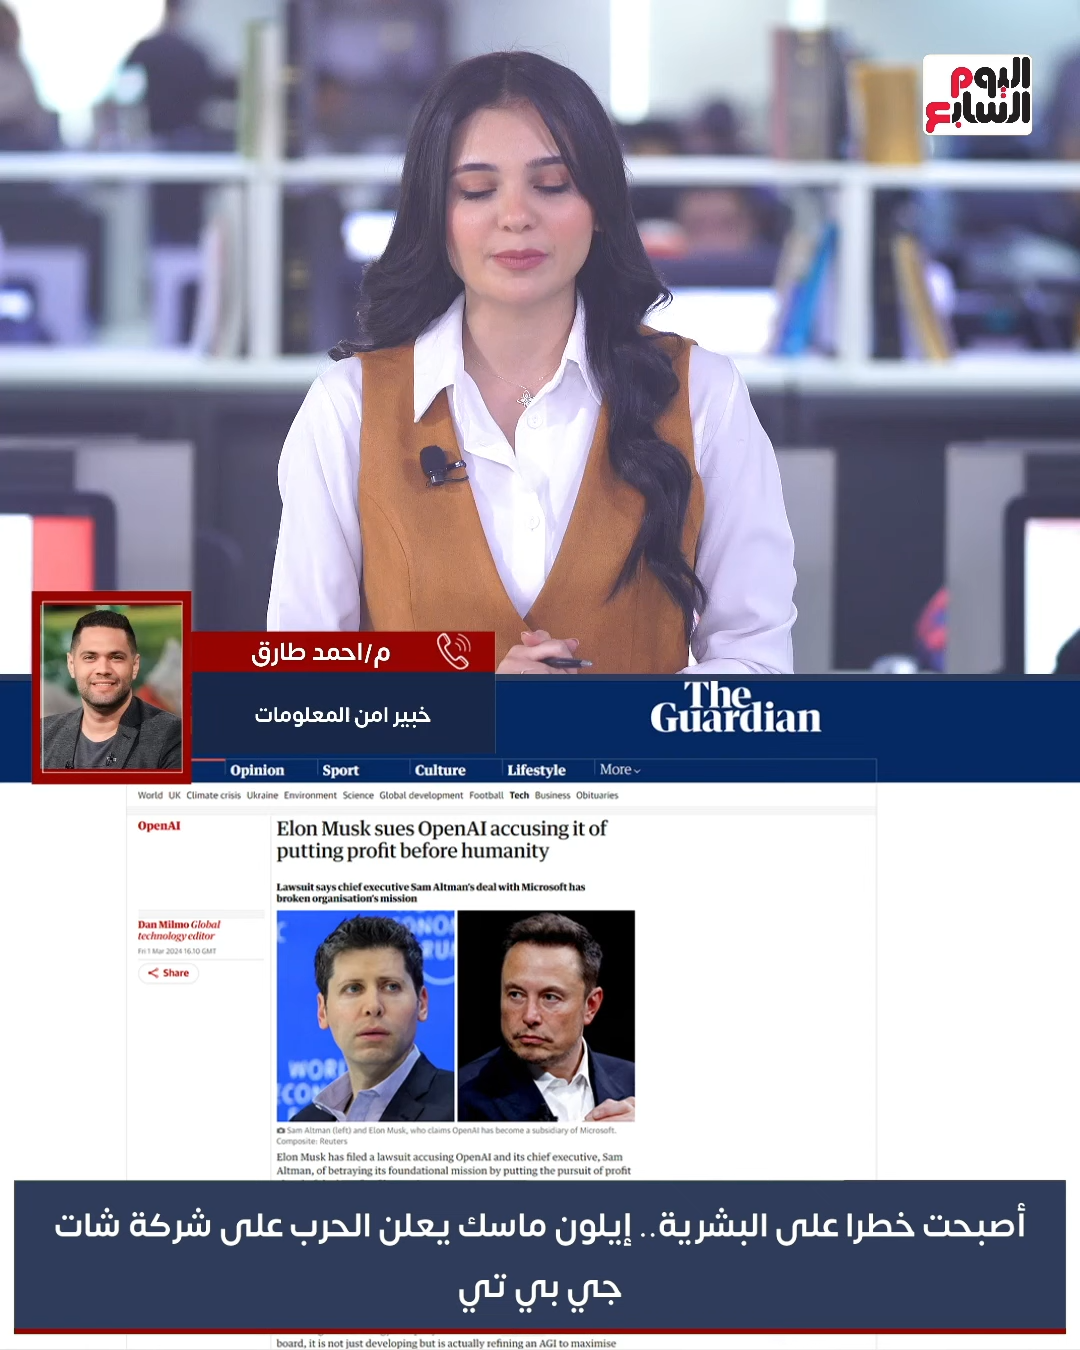 اليوم
السابع
م/احمد طارق
خبير امن المعلومات
The
Guardian
Opinion Sport Culture Lifestyle More
World UK Climate crisis Ukraine Environment Science Global development Football Tech Business Obituaries
OpenAI
Elon Musk sues OpenAI accusing it of
putting profit before humanity
Lawsuit says chief executive Sam Altman's deal with Microsoft has
broken organisation's mission
Dan Milmo Global
technology editor
Fri 1 Mar 2024 16.10 GMT
Share
WORLD
Sam Altman (left) and Elon Musk, who claims OpenAI has become a subsidiary of Microsoft.
Composite: Reuters
Elon Musk has filed a lawsuit accusing OpenAI and its chief executive, Sam
Altman, of betraying its foundational mission by putting the pursuit of profit
أصبحت خطرا على البشرية.. إيلون ماسك يعلن الحرب على شركة شات
جي بي تي
board, it is not just developing but is actually refining an AGI to maximise